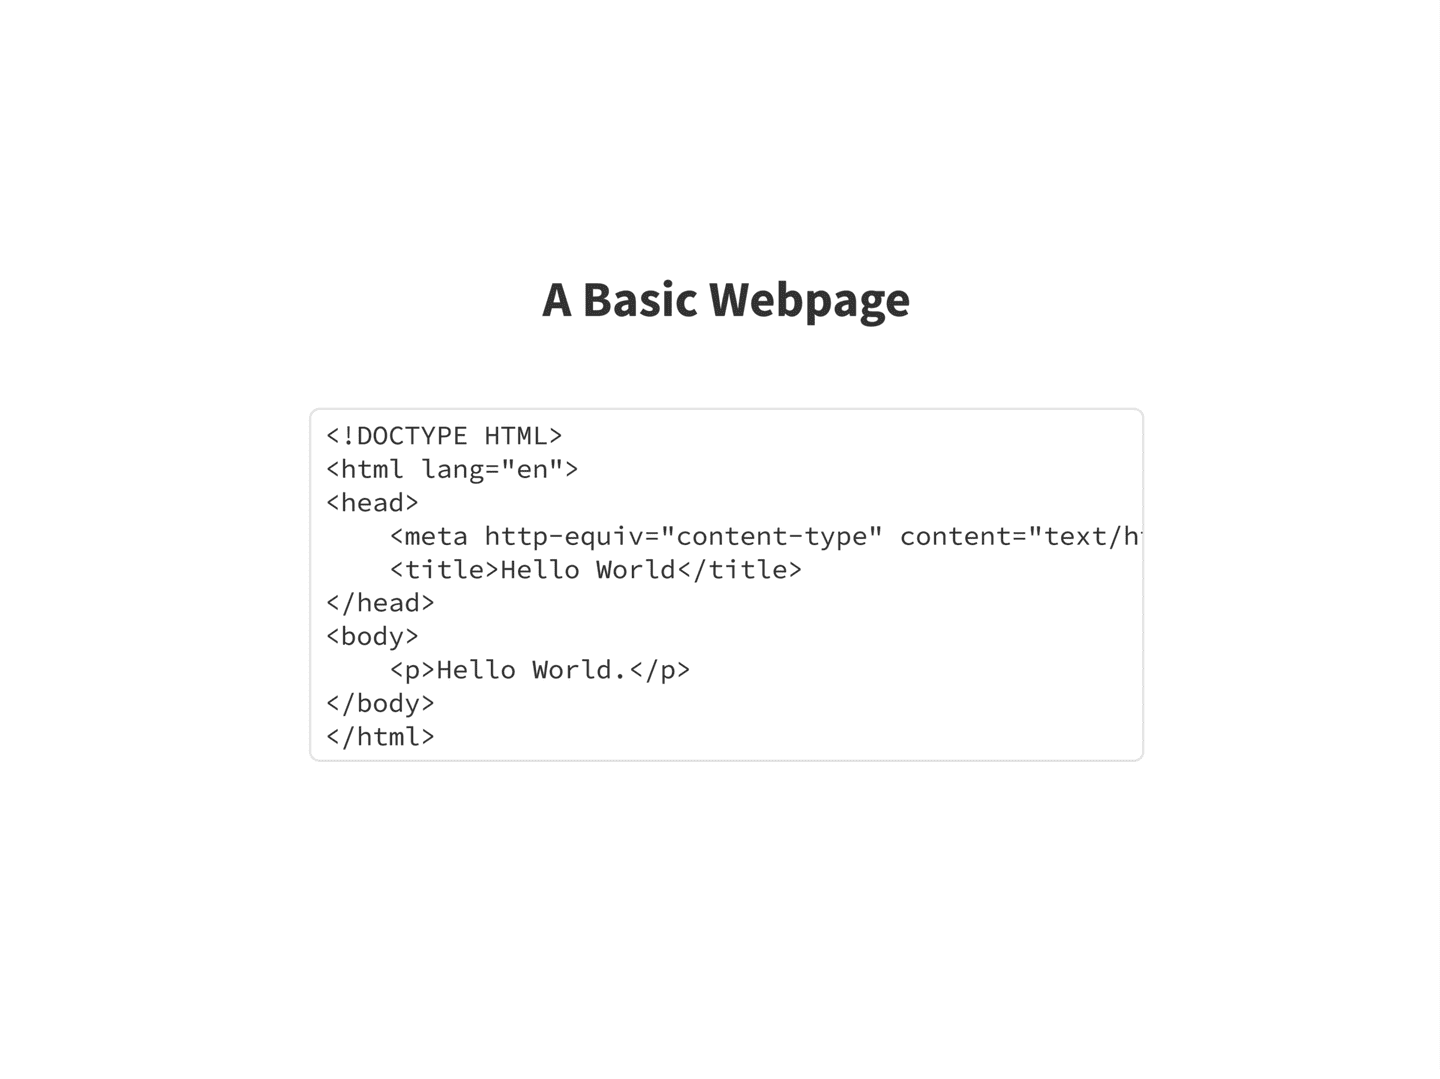 A Basic Webpage
<!DOCTYPE HTML>
<html lang="en">
<head>
    <meta http-equiv="content-type" content="text/h
    <title>Hello World</title>
</head>
<body>
    <p>Hello World.</p>
</body>
</html>